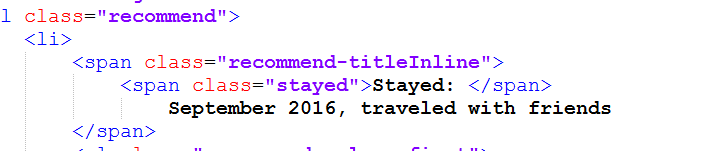 l class="recommend">
<li>
<span class="recommend-titleInline">
<span class="stayed">Stayed: </span>
September 2016, traveled with friends
</span>